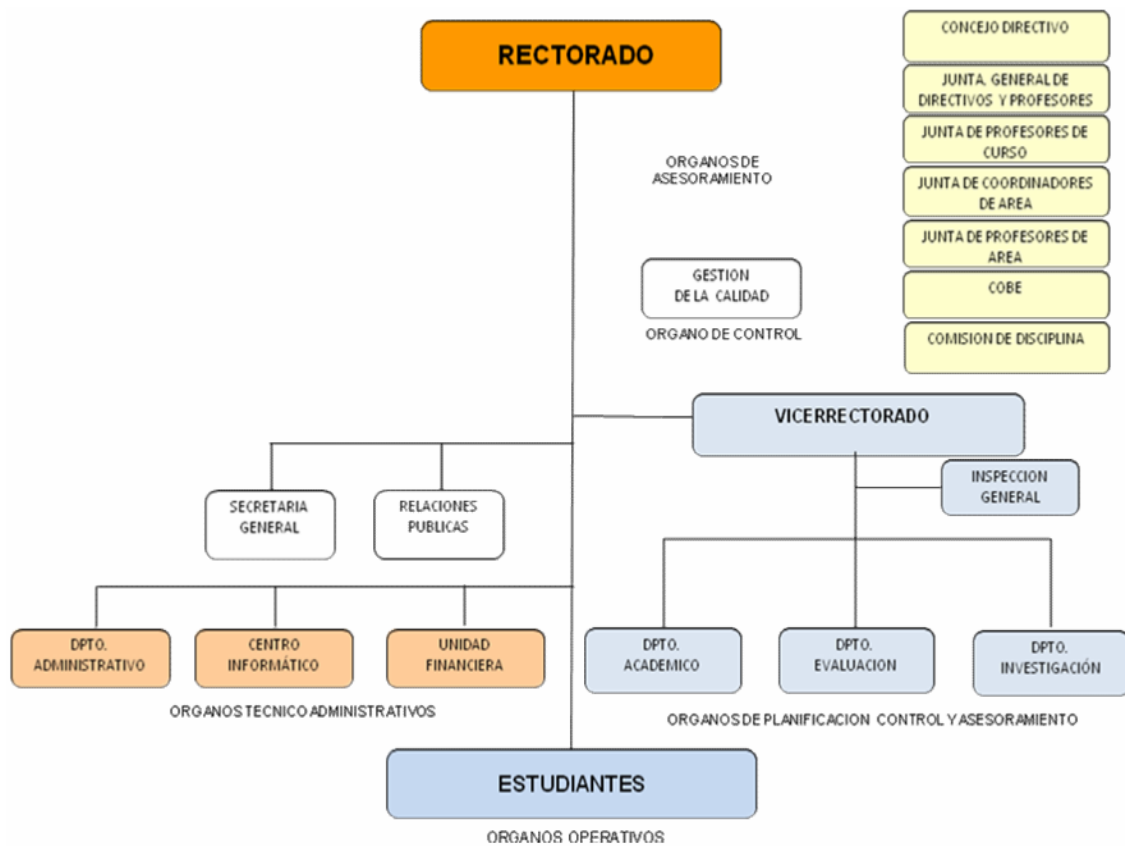 RECTORADO
CONCEJO DIRECTIVO
JUNTA. GENERAL DE
DIRECTIVOS Y PROFESORES
JUNTA DE PROFESORES DE
CURSO
JUNTA DE COORDINADORES
DE AREA
JUNTA DE PROFESORES DE
AREA
COBE
COMISION DE DISCIPLINA
ORGANOS DE
ASESORAMIENTO
GESTION
DE LA CALIDAD
ORGANO DE CONTROL
VICERRECTORADO
INSPECCION
GENERAL
SECRETARIA
GENERAL
RELACIONES
PUBLICAS
DPTO.
ADMINISTRATIVO
CENTRO
INFORMÁTICO
UNIDAD
FINANCIERA
ORGANOS TECNICO ADMINISTRATIVOS
DPTO.
ACADEMICO
DPTO.
EVALUACION
DPTO.
INVESTIGACIÓN
ORGANOS DE PLANIFICACION CONTROL Y ASESORAMIENTO
ESTUDIANTES
ORGANOS OPERATIVOS